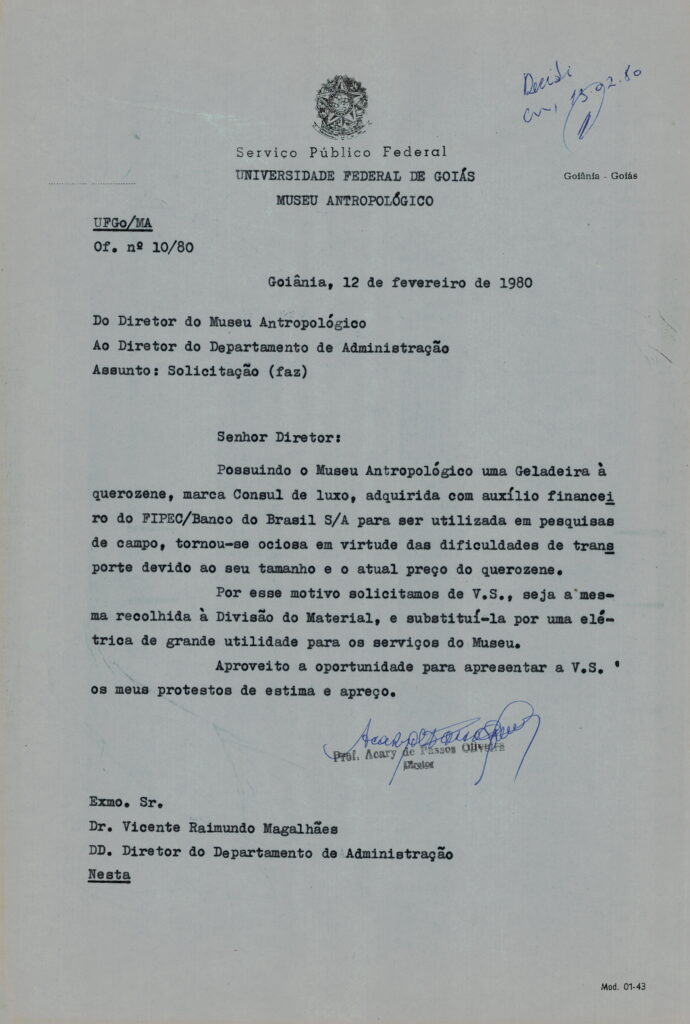 15.02.80
Serviço Público Federal
UNIVERSIDADE FEDERAL DE GOIÁS
Goiânia - Goiás
MUSEU ANTROPOLÓGICO
UFGo/MA
Of. nº 10/80
Goiânia, 12 de fevereiro de 1980
Do Diretor do Museu Antropológico
Ao Diretor do Departamento de Administração
Assunto: Solicitação (faz)
Senhor Diretor:
Possuindo o Museu Antropológico uma Geladeira à
querozene, marca Consul de luxo, adquirida com auxílio financei
ro do FIPEC/Banco do Brasil S/A para ser utilizada em pesquisas
de campo, tornou-se ociosa em virtude das dificuldades de trans
porte devido ao seu tamanho e o atual preço do querozene.
Por esse motivo solicitamos de V.S., seja a mes-
ma recolhida à Divisão do Material, e substituí-la por uma elé-
trica de grande utilidade para os serviços do Museu.
Aproveito a oportunidade para apresentar a V.S.
os meus protestos de estima e apreço.
Prof. Acary de Passos Oliveira
Diretor
Exmo. Sr.
Dr. Vicente Raimundo Magalhães
DD. Diretor do Departamento de Administração
Nesta
Mod. 01-43